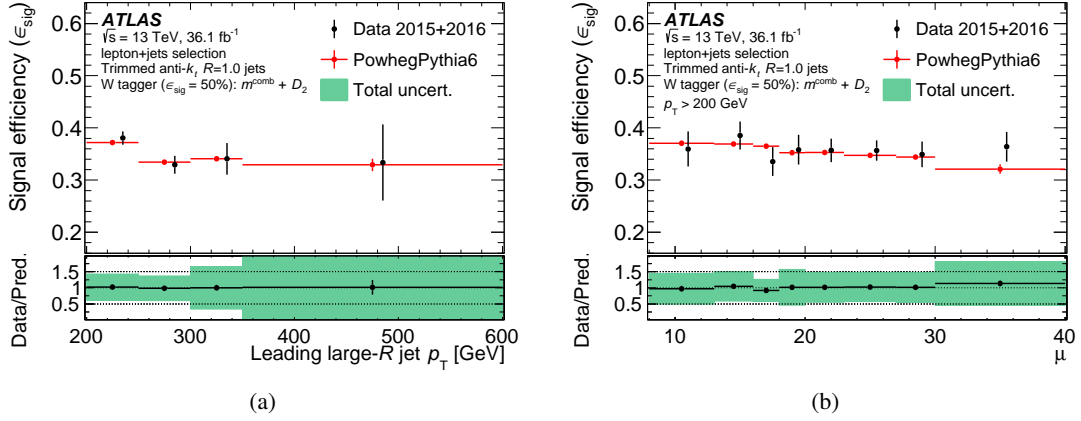 ATLAS
√s = 13 TeV, 36.1 fb⁻¹
lepton+jets selection
Trimmed anti-kₜ R=1.0 jets
W tagger (ϵsig = 50%): mᶜᵒᵐᵇ + D₂
Data 2015+2016
PowhegPythia6
Total uncert.
Signal efficiency (ϵsig)
0.6
0.5
0.4
0.3
0.2
Data/Pred.
1.5
1
0.5
200 300 400 500 600
Leading large-R jet pT [GeV]
(a)
ATLAS
√s = 13 TeV, 36.1 fb⁻¹
lepton+jets selection
Trimmed anti-kₜ R=1.0 jets
W tagger (ϵsig = 50%): mᶜᵒᵐᵇ + D₂
pT > 200 GeV
Data 2015+2016
PowhegPythia6
Total uncert.
Signal efficiency (ϵsig)
0.6
0.5
0.4
0.3
0.2
Data/Pred.
1.5
1
0.5
10 20 30 40
μ
(b)